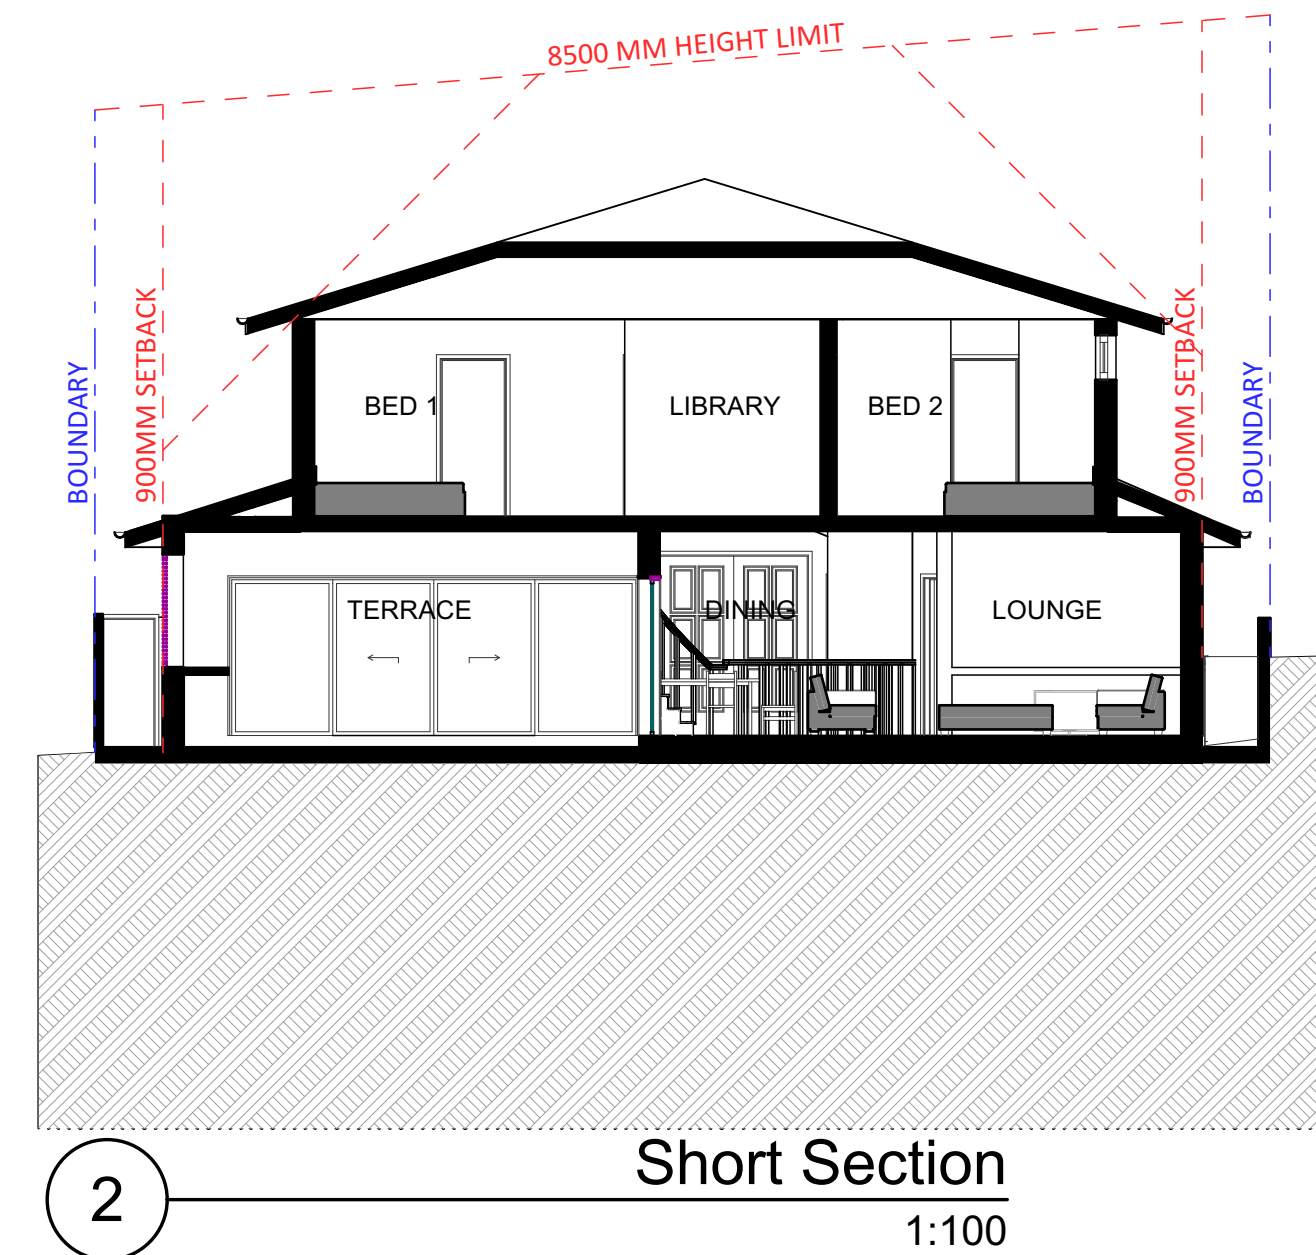 8500 MM HEIGHT LIMIT
BOUNDARY
900MM SETBACK
900MM SETBACK
BOUNDARY
BED 1
LIBRARY
BED 2
TERRACE
DINING
LOUNGE
2
Short Section
1:100